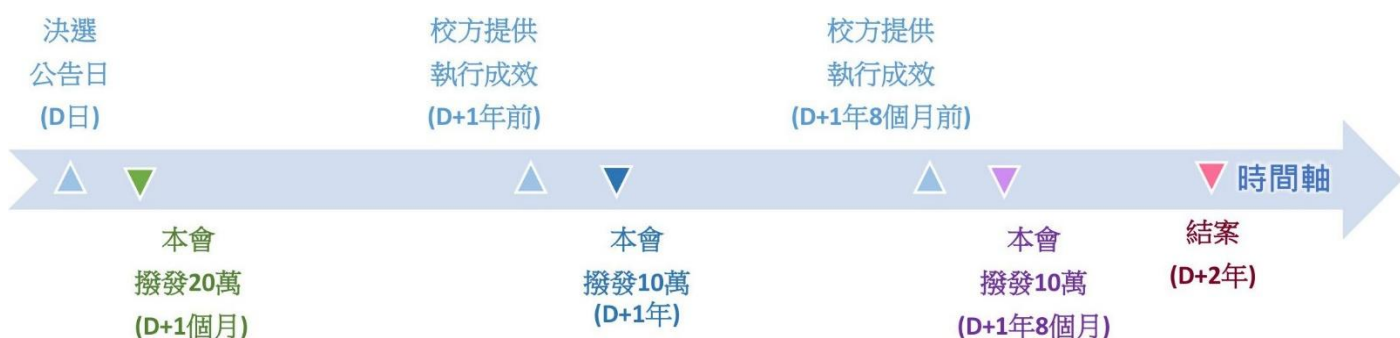 決選
公告日
(D日)
校方提供
執行成效
(D+1年前)
校方提供
執行成效
(D+1年8個月前)
時間軸
本會
撥發20萬
(D+1個月)
本會
撥發10萬
(D+1年)
本會
撥發10萬
(D+1年8個月)
結案
(D+2年)